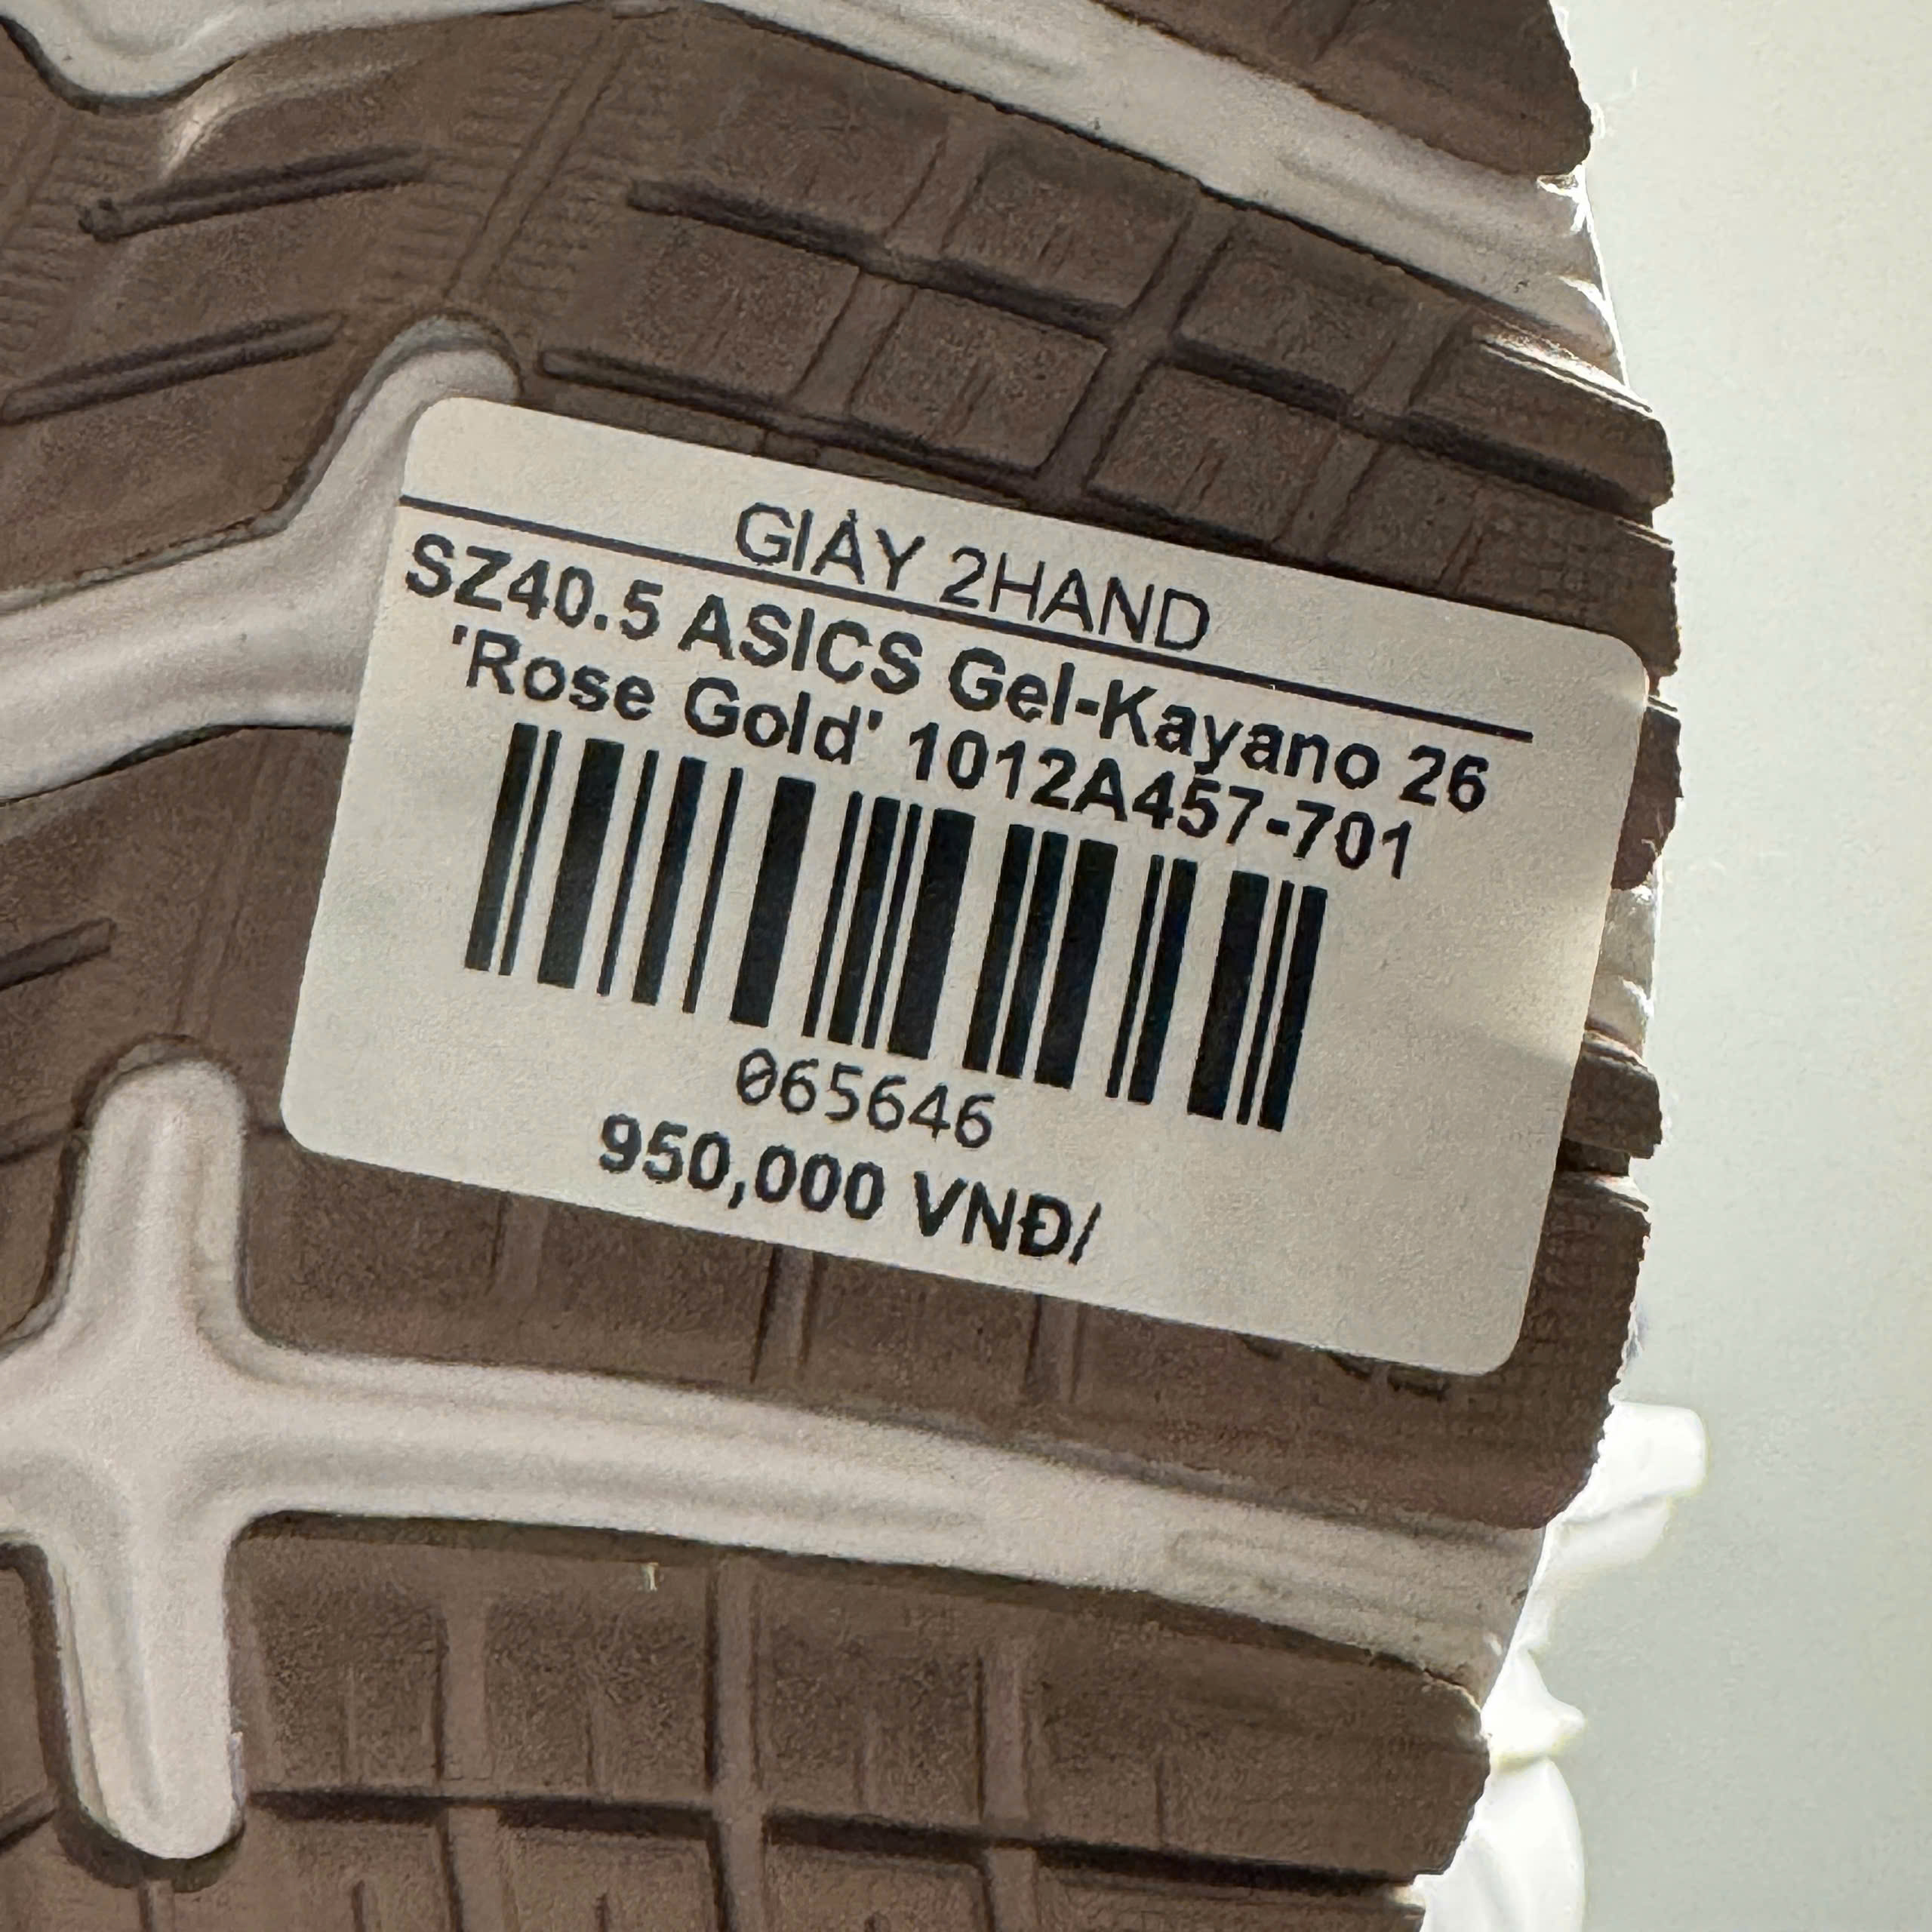 GIÀY 2HAND
SZ40.5 ASICS Gel-Kayano 26
'Rose Gold' 1012A457-701
065646
950,000 VNĐ/